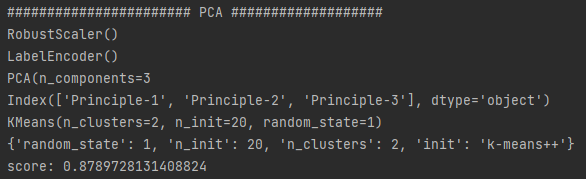 ####################### PCA ###################
RobustScaler()
LabelEncoder()
PCA(n_components=3
Index(['Principle-1', 'Principle-2', 'Principle-3'], dtype='object')
KMeans(n_clusters=2, n_init=20, random_state=1)
{'random_state': 1, 'n_init': 20, 'n_clusters': 2, 'init': 'k-means++'}
score: 0.8789728131408824